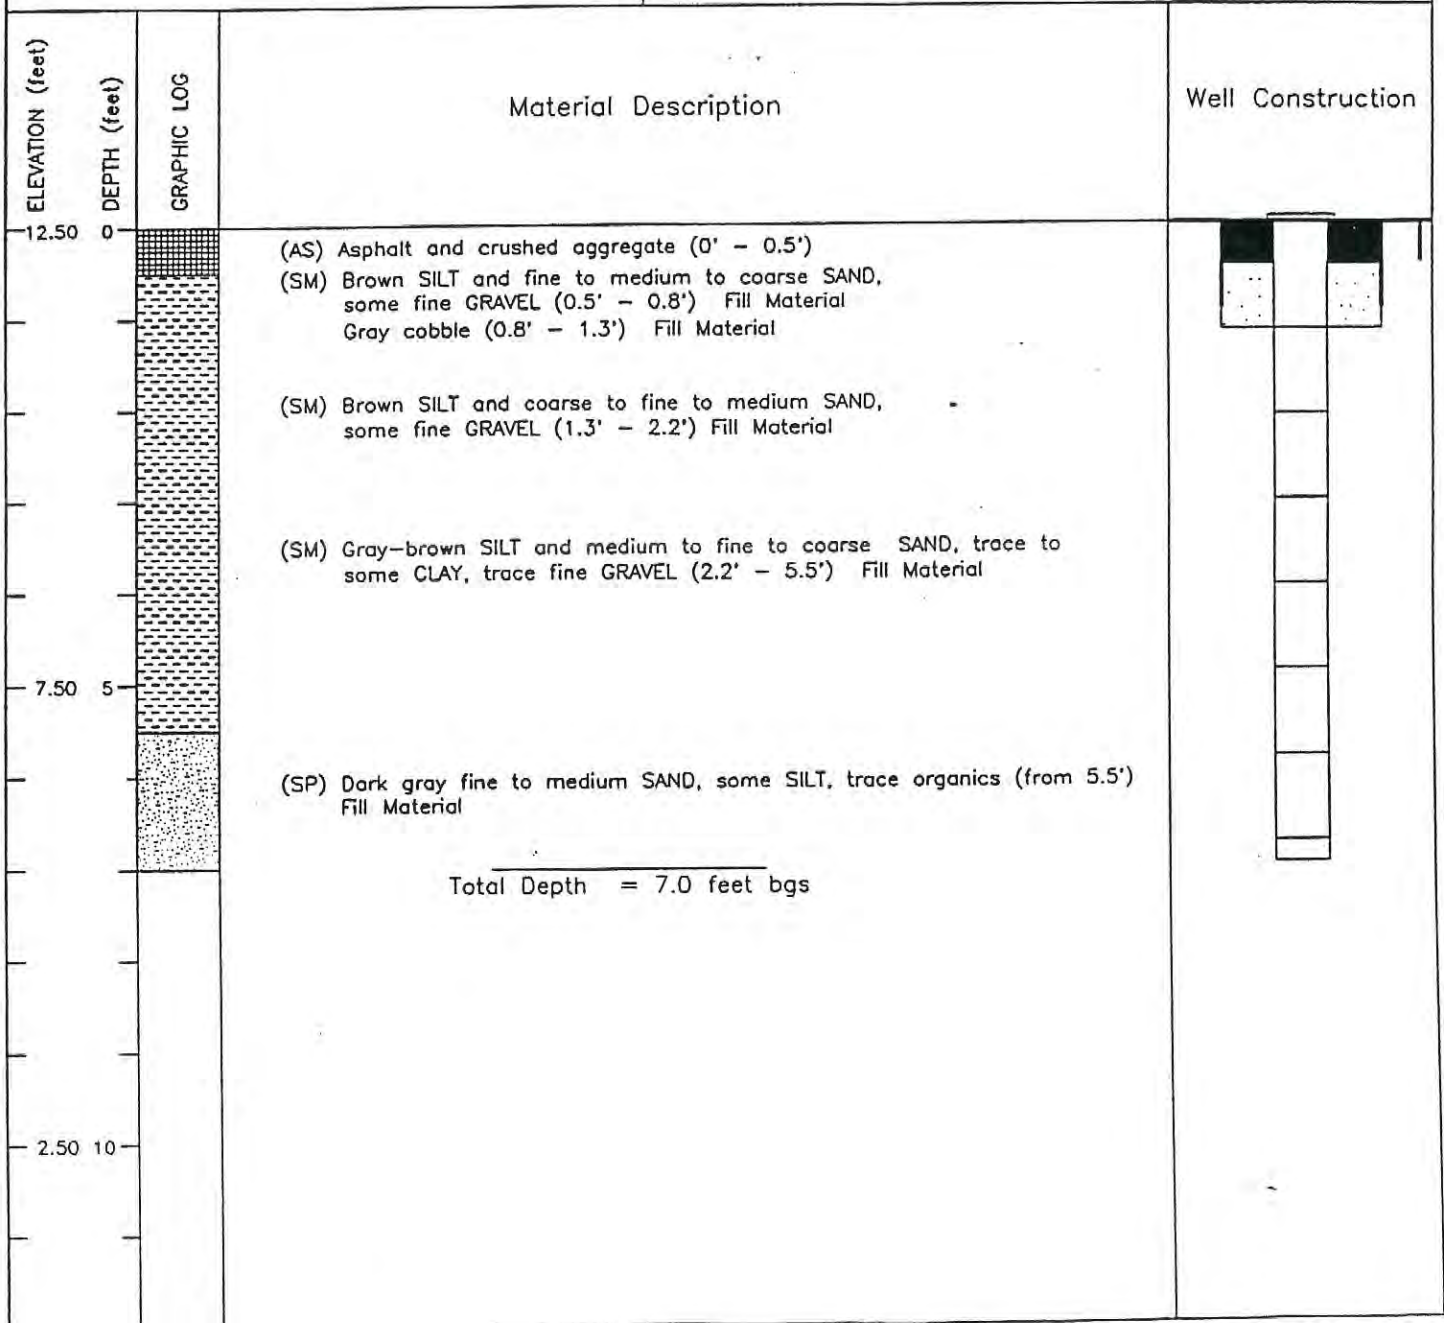 ELEVATION (feet)
DEPTH (feet)
GRAPHIC LOG
Material Description
Well Construction
12.50 0
(AS) Asphalt and crushed aggregate (0' - 0.5')
(SM) Brown SILT and fine to medium to coarse SAND,
some fine GRAVEL (0.5' - 0.8') Fill Material
Gray cobble (0.8' - 1.3') Fill Material
(SM) Brown SILT and coarse to fine to medium SAND,
some fine GRAVEL (1.3' - 2.2') Fill Material
(SM) Gray-brown SILT and medium to fine to coarse SAND, trace to
some CLAY, trace fine GRAVEL (2.2' - 5.5') Fill Material
7.50 5
(SP) Dark gray fine to medium SAND, some SILT, trace organics (from 5.5')
Fill Material
Total Depth = 7.0 feet bgs
2.50 10